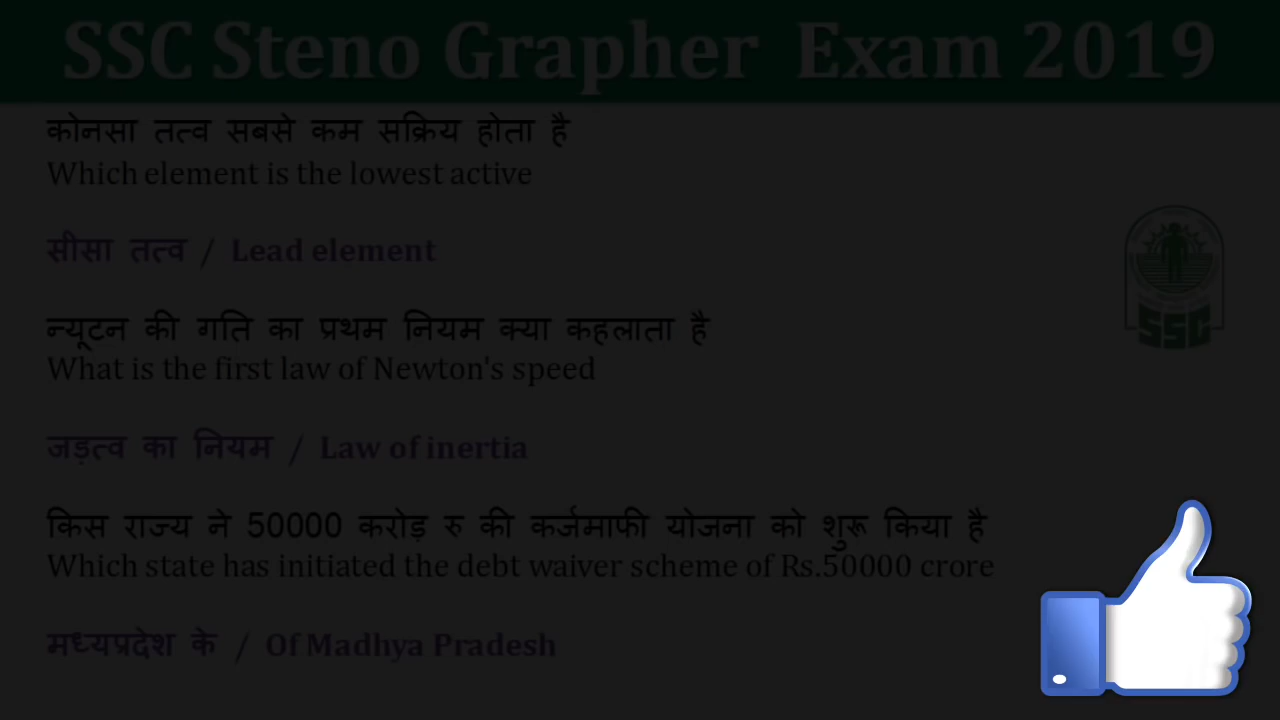 SSC Steno Grapher Exam 2019
कोनसा तत्व सबसे कम सक्रिय होता है
Which element is the lowest active
सीसा तत्व / Lead element
न्यूटन की गति का प्रथम नियम क्या कहलाता है
What is the first law of Newton's speed
जड़त्व का नियम / Law of inertia
किस राज्य ने 50000 करोड़ रु की कर्जमाफी योजना को शुरू किया है
Which state has initiated the debt waiver scheme of Rs.50000 crore
मध्यप्रदेश के / Of Madhya Pradesh
SSC